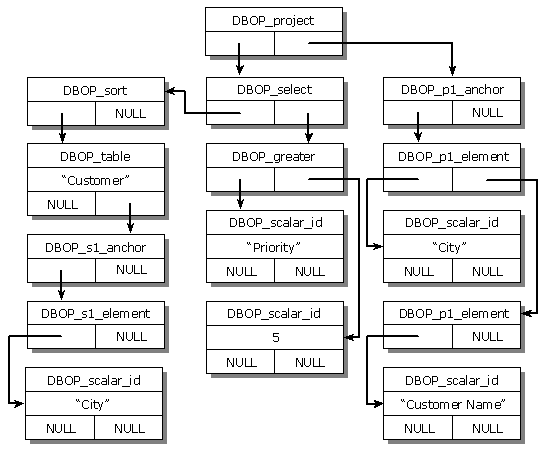 DBOP_project
DBOP_sort
NULL
DBOP_select
DBOP_p1_anchor
NULL
DBOP_table
“Customer”
NULL
DBOP_greater
DBOP_p1_element
DBOP_s1_anchor
NULL
DBOP_scalar_id
“Priority”
NULL NULL
DBOP_scalar_id
“City”
NULL NULL
DBOP_s1_element
NULL
DBOP_scalar_id
5
NULL NULL
DBOP_p1_element
NULL
DBOP_scalar_id
“City”
NULL NULL
DBOP_scalar_id
“Customer Name”
NULL NULL